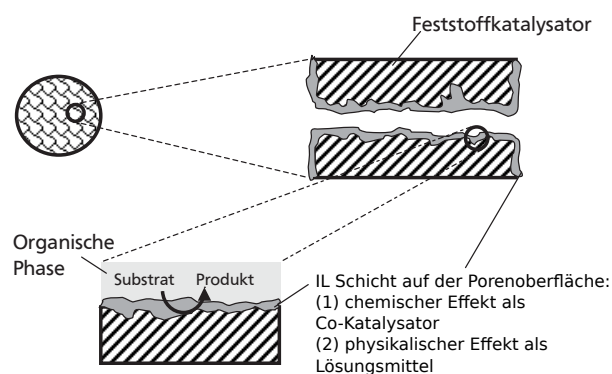 Feststoffkatalysator
Organische
Phase
Substrat Produkt
IL Schicht auf der Porenoberfläche:
(1) chemischer Effekt als
Co-Katalysator
(2) physikalischer Effekt als
Lösungsmittel